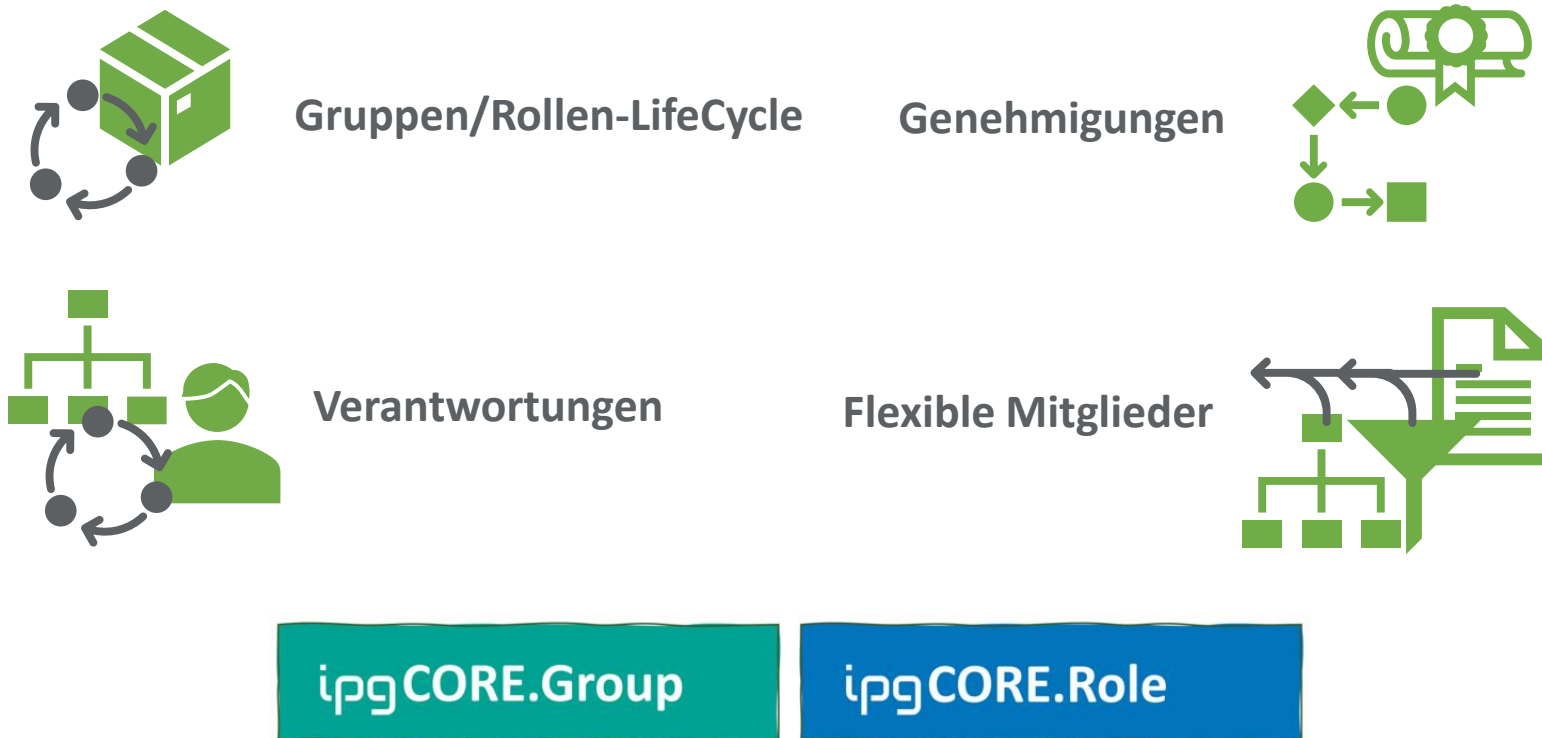 Gruppen/Rollen-LifeCycle
Genehmigungen
Verantwortungen
Flexible Mitglieder
ipgCORE.Group
ipgCORE.Role